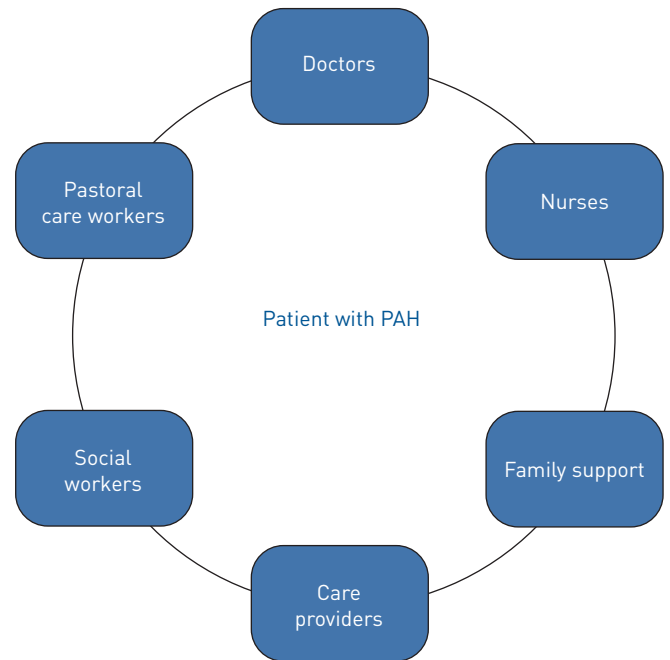 Doctors
Pastoral
care workers
Nurses
Patient with PAH
Social
workers
Family support
Care
providers